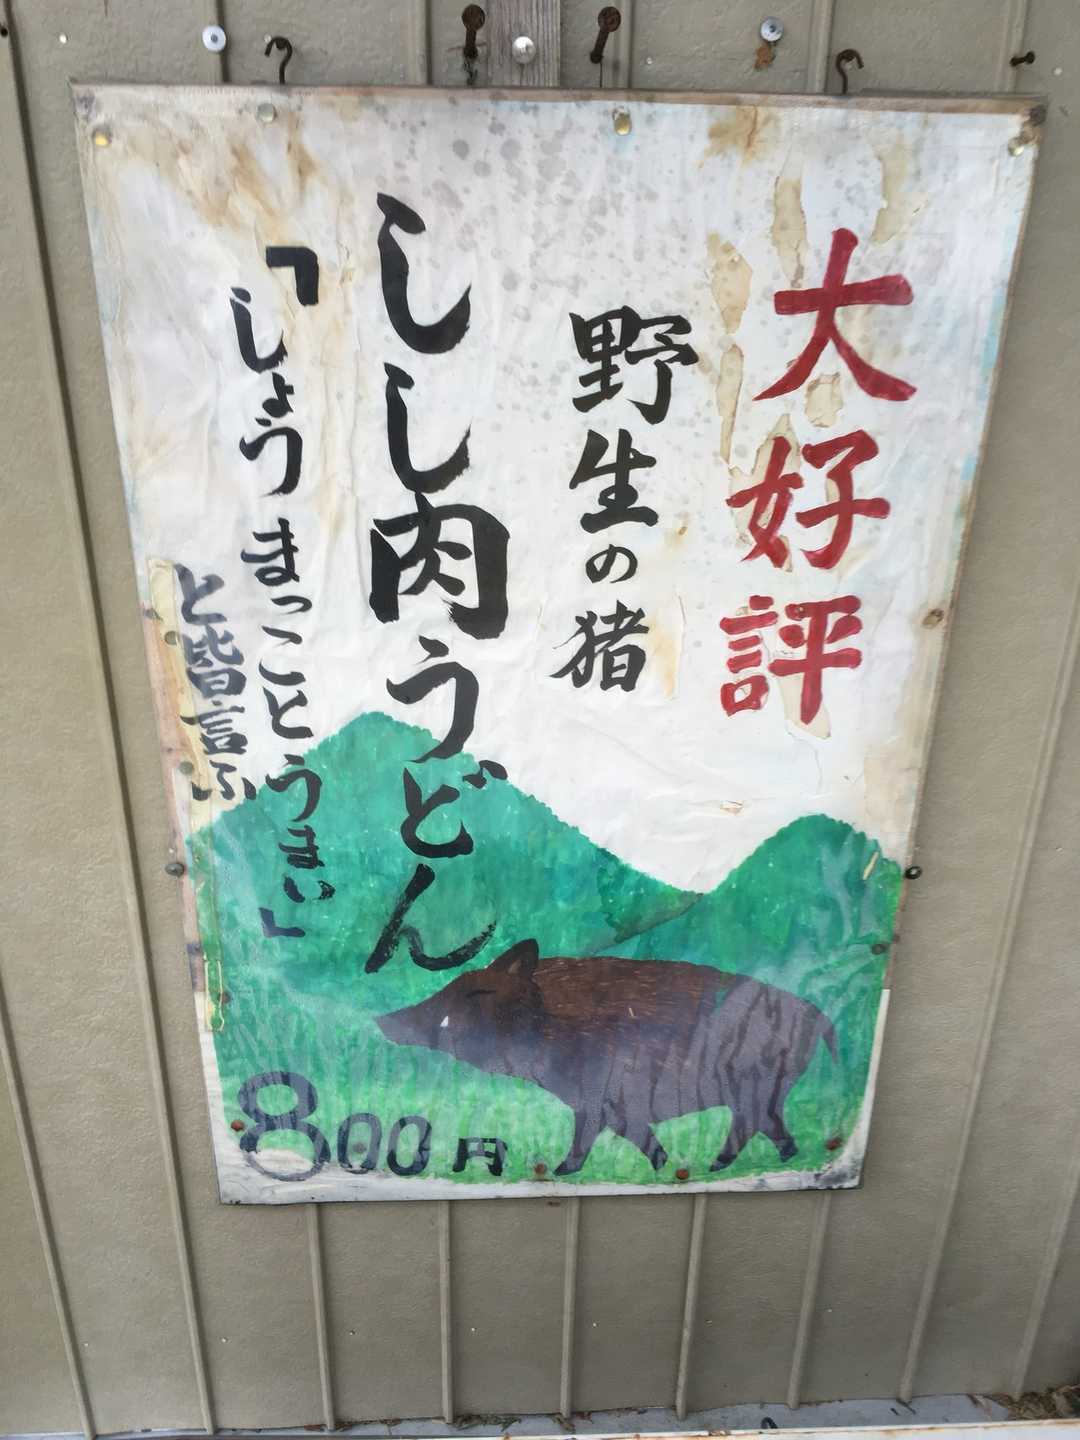 大好評
野生の猪
しし肉うどん
「しょうまっことうまい」
と皆言ふ
800円